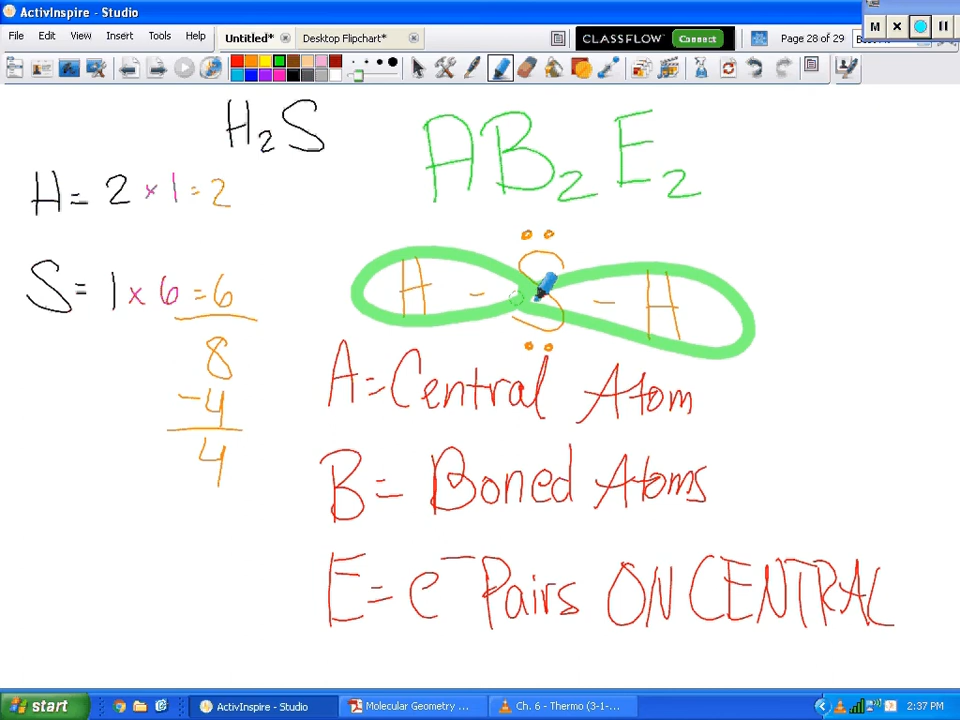 ActivInspire - Studio
File Edit View Insert Tools Help
Untitled* Desktop Flipchart*
CLASSFLOW Connect
Page 28 of 29
M
H2S
AB2E2
H = 2 x 1 = 2
S = 1 x 6 = 6
8
-4
4
H - S - H
A = Central Atom
B = Boned Atoms
E = e- Pairs ON CENTRAL
start
ActivInspire - Studio
Molecular Geometry ...
Ch. 6 - Thermo (3-1-...
2:37 PM